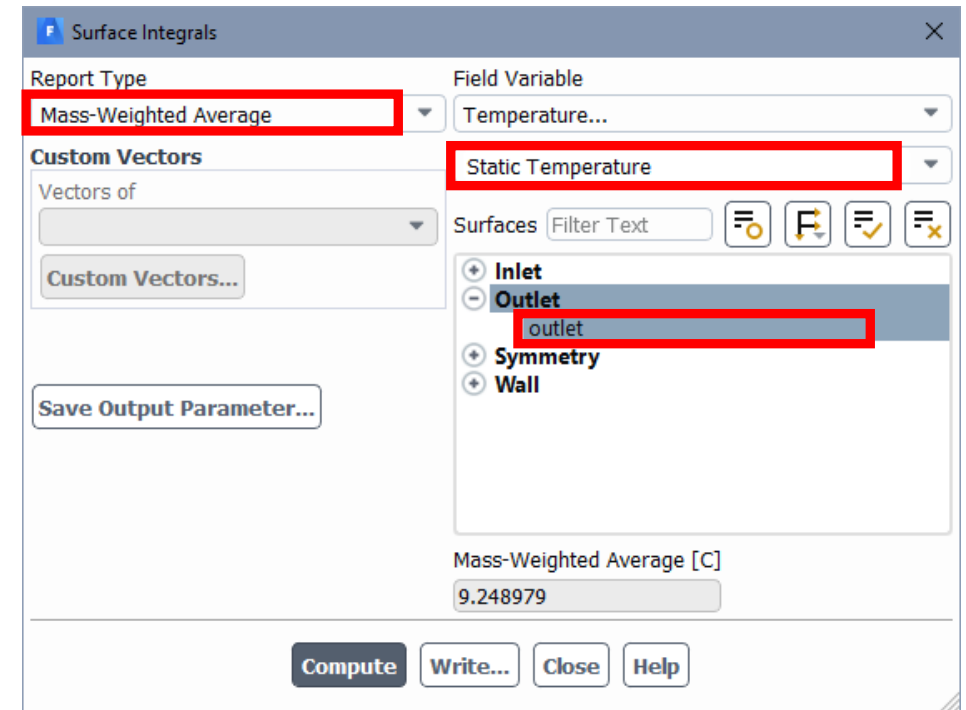 F Surface Integrals
Report Type
Mass-Weighted Average
Custom Vectors
Vectors of
Custom Vectors...
Save Output Parameter...
Field Variable
Temperature...
Static Temperature
Surfaces Filter Text
Inlet
Outlet
outlet
Symmetry
Wall
Mass-Weighted Average [C]
9.248979
Compute Write... Close Help